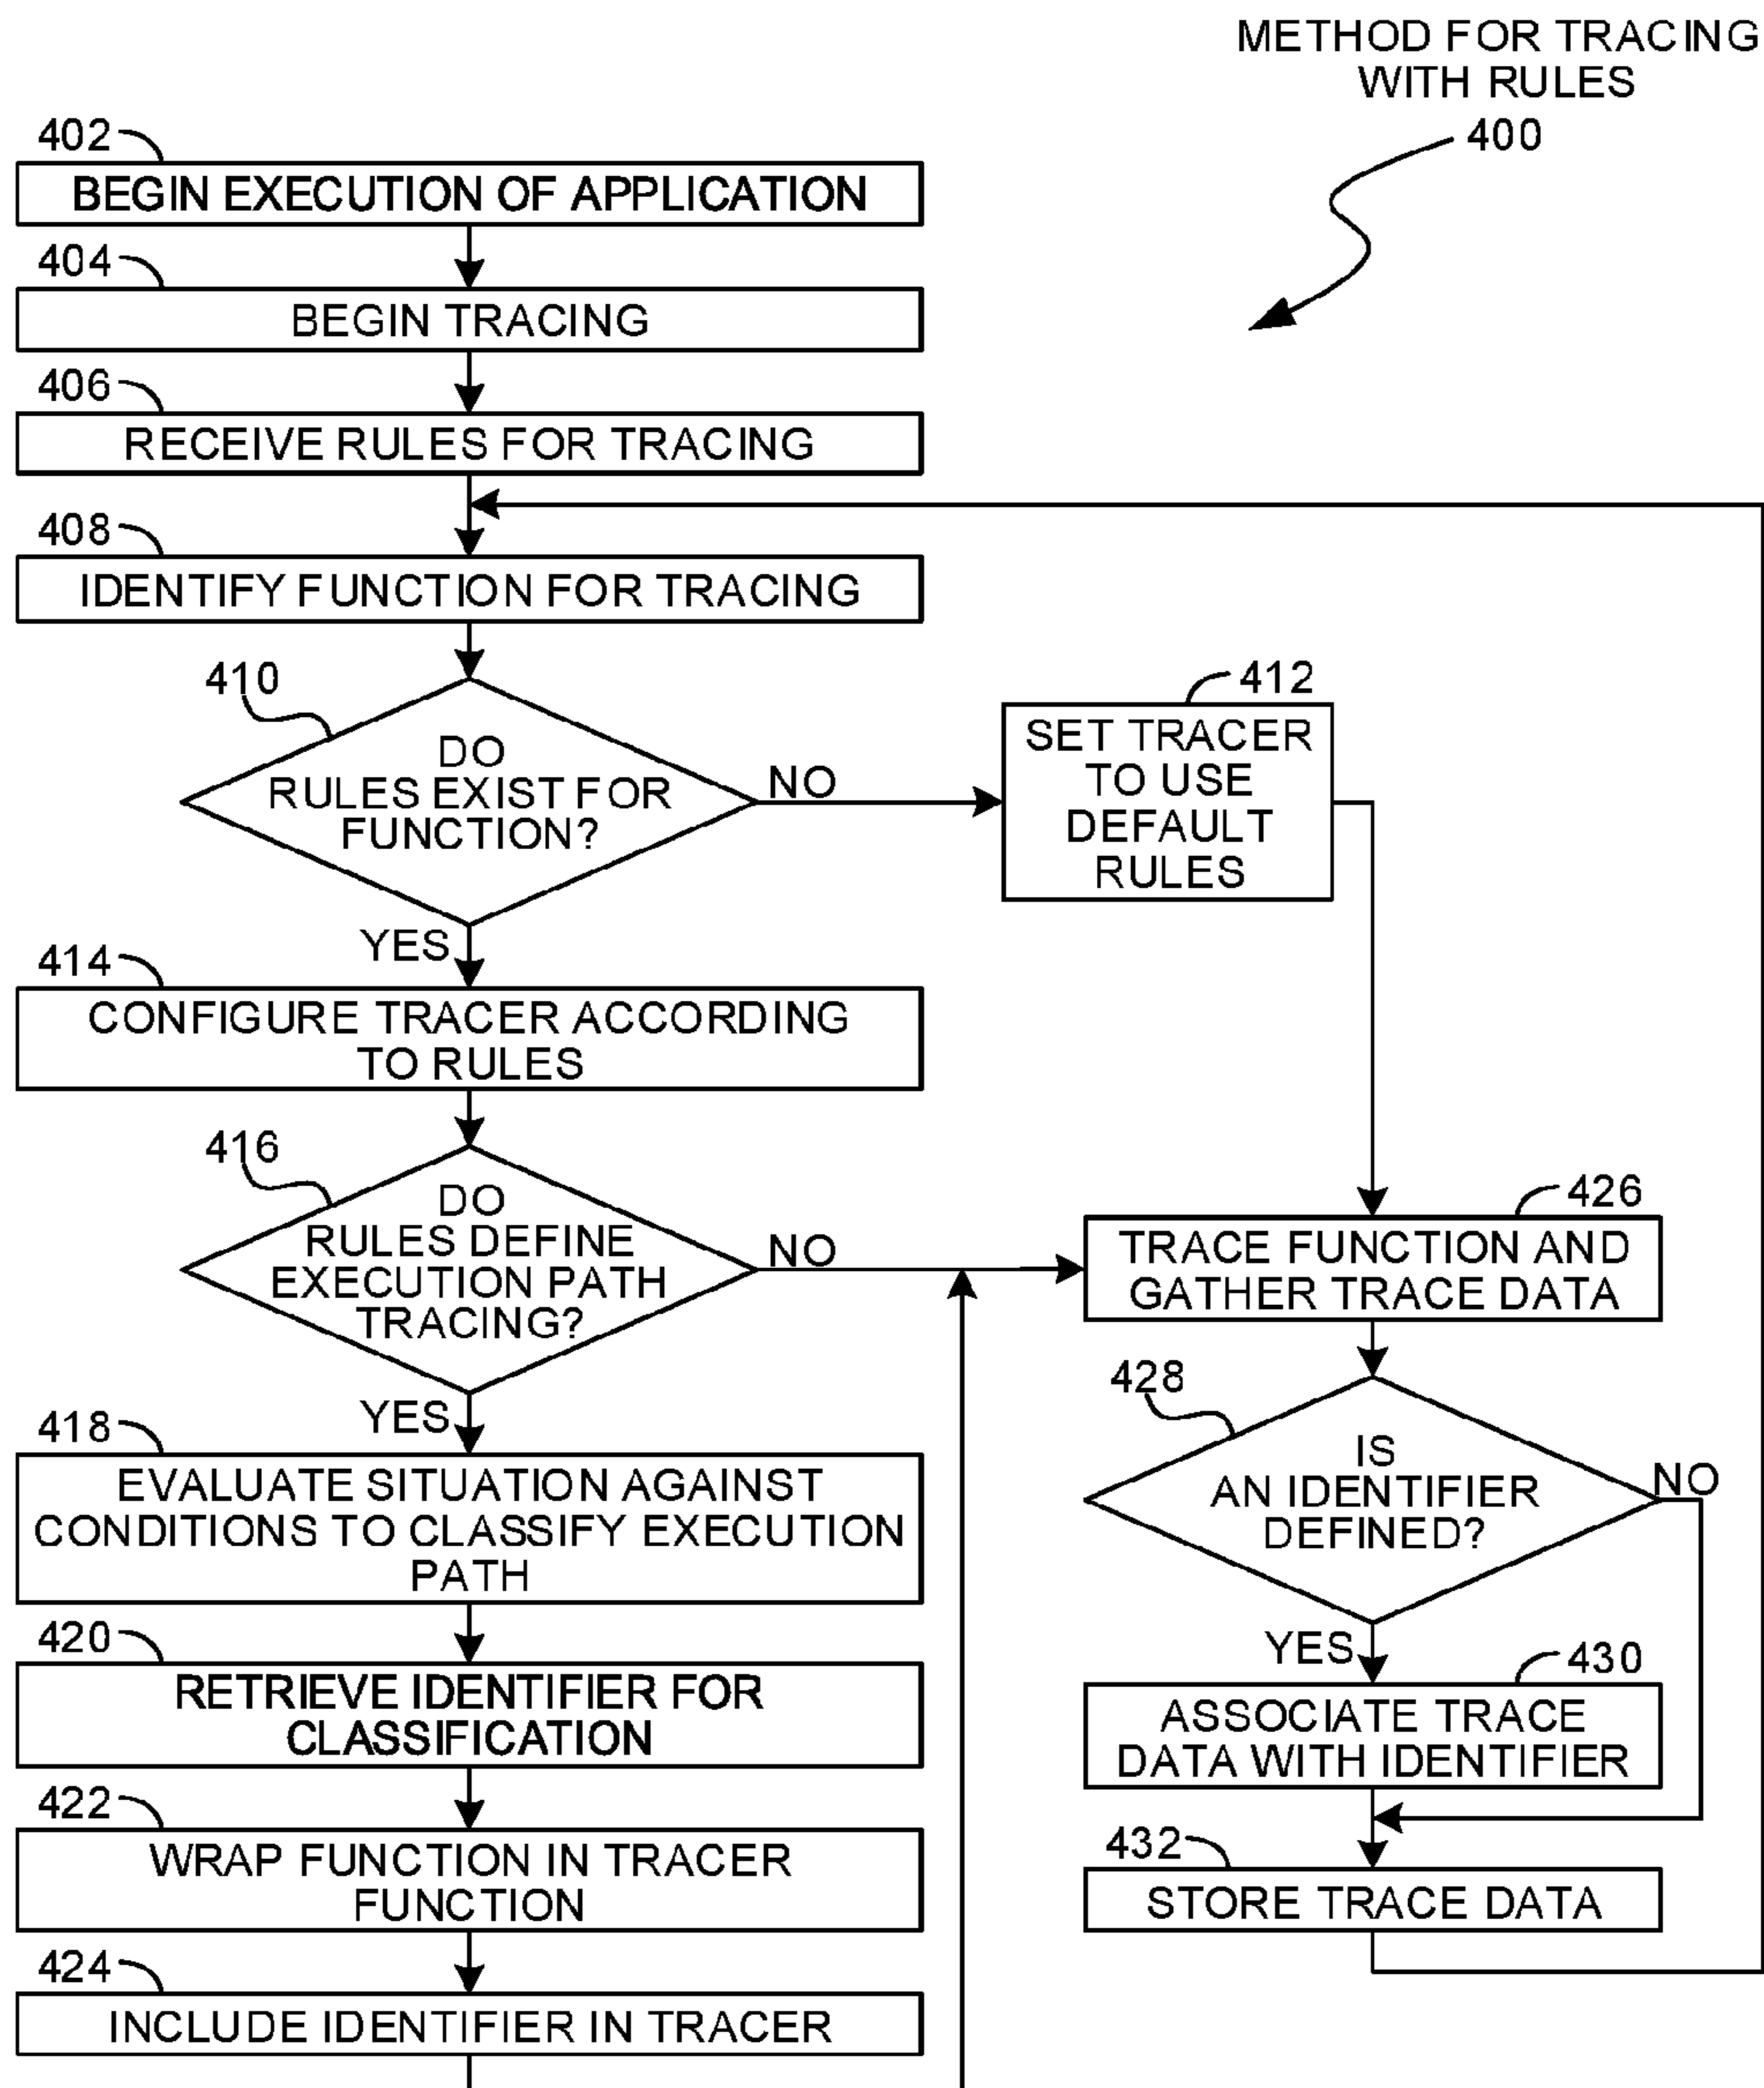 METHOD FOR TRACING
WITH RULES
400
402
BEGIN EXECUTION OF APPLICATION
404
BEGIN TRACING
406
RECEIVE RULES FOR TRACING
408
IDENTIFY FUNCTION FOR TRACING
410
DO
RULES EXIST FOR
FUNCTION?
NO
YES
412
SET TRACER
TO USE
DEFAULT
RULES
414
CONFIGURE TRACER ACCORDING
TO RULES
416
DO
RULES DEFINE
EXECUTION PATH
TRACING?
NO
YES
418
EVALUATE SITUATION AGAINST
CONDITIONS TO CLASSIFY EXECUTION
PATH
420
RETRIEVE IDENTIFIER FOR
CLASSIFICATION
422
WRAP FUNCTION IN TRACER
FUNCTION
424
INCLUDE IDENTIFIER IN TRACER
426
TRACE FUNCTION AND
GATHER TRACE DATA
428
IS
AN IDENTIFIER
DEFINED?
NO
YES
430
ASSOCIATE TRACE
DATA WITH IDENTIFIER
432
STORE TRACE DATA